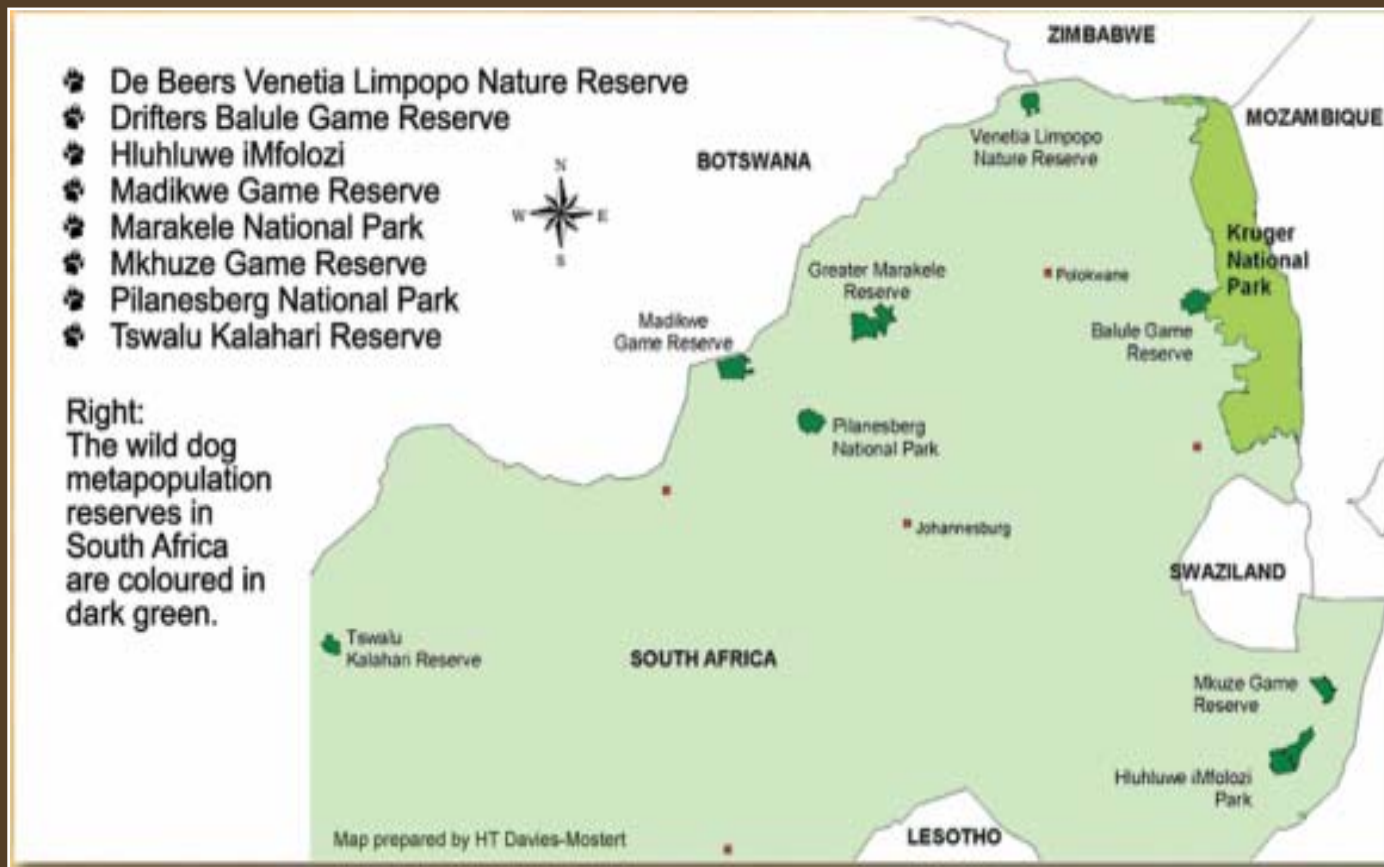 De Beers Venetia Limpopo Nature Reserve
Drifters Balule Game Reserve
Hluhluwe iMfolozi
Madikwe Game Reserve
Marakele National Park
Mkhuze Game Reserve
Pilanesberg National Park
Tswalu Kalahari Reserve
Right:
The wild dog
metapopulation
reserves in
South Africa
are coloured in
dark green.
N
W
E
S
ZIMBABWE
MOZAMBIQUE
BOTSWANA
Venetia Limpopo
Nature Reserve
Kruger
National
Park
Greater Marakele
Reserve
Polokwane
Madikwe
Game Reserve
Balule Game
Reserve
Pilanesberg
National Park
Johannesburg
SWAZILAND
Tswalu
Kalahari Reserve
SOUTH AFRICA
Mkuze Game
Reserve
Hluhluwe iMfolozi
Park
LESOTHO
Map prepared by HT Davies-Mostert